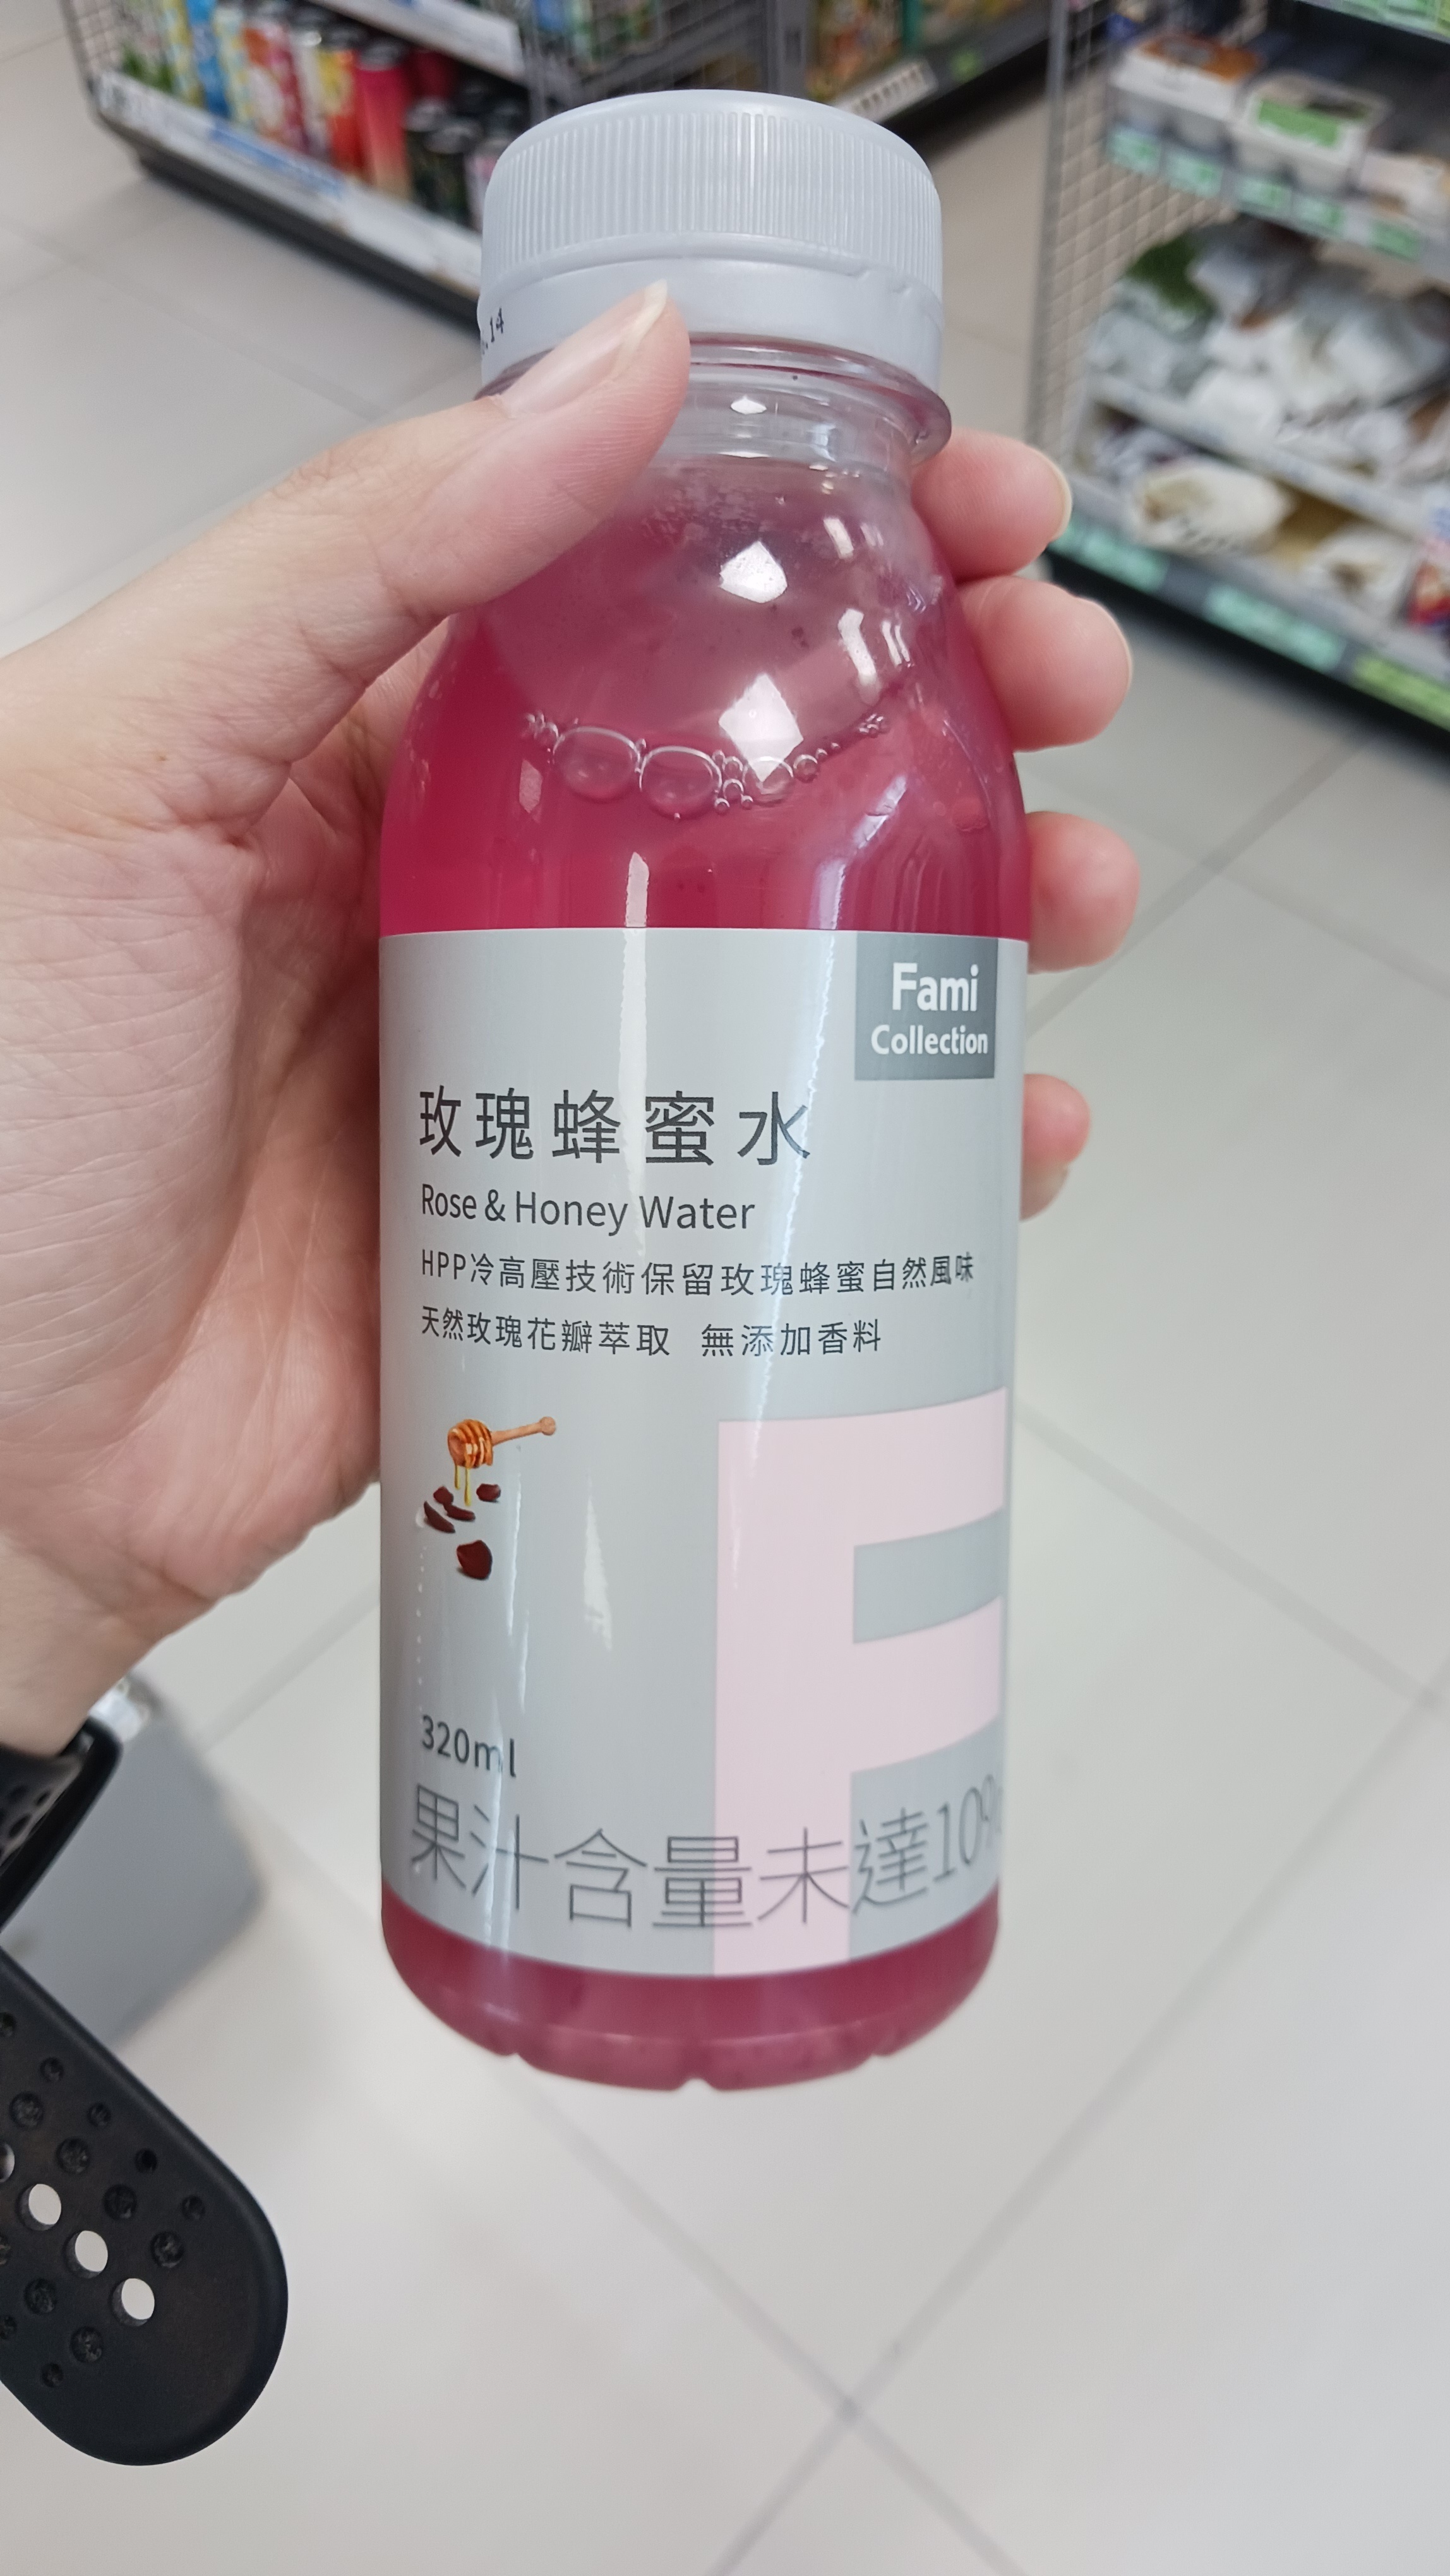 Fami
Collection
玫瑰蜂蜜水
Rose & Honey Water
HPP冷高壓技術保留玫瑰蜂蜜自然風味
天然玫瑰花瓣萃取 無添加香料
320ml
果汁含量未達10%